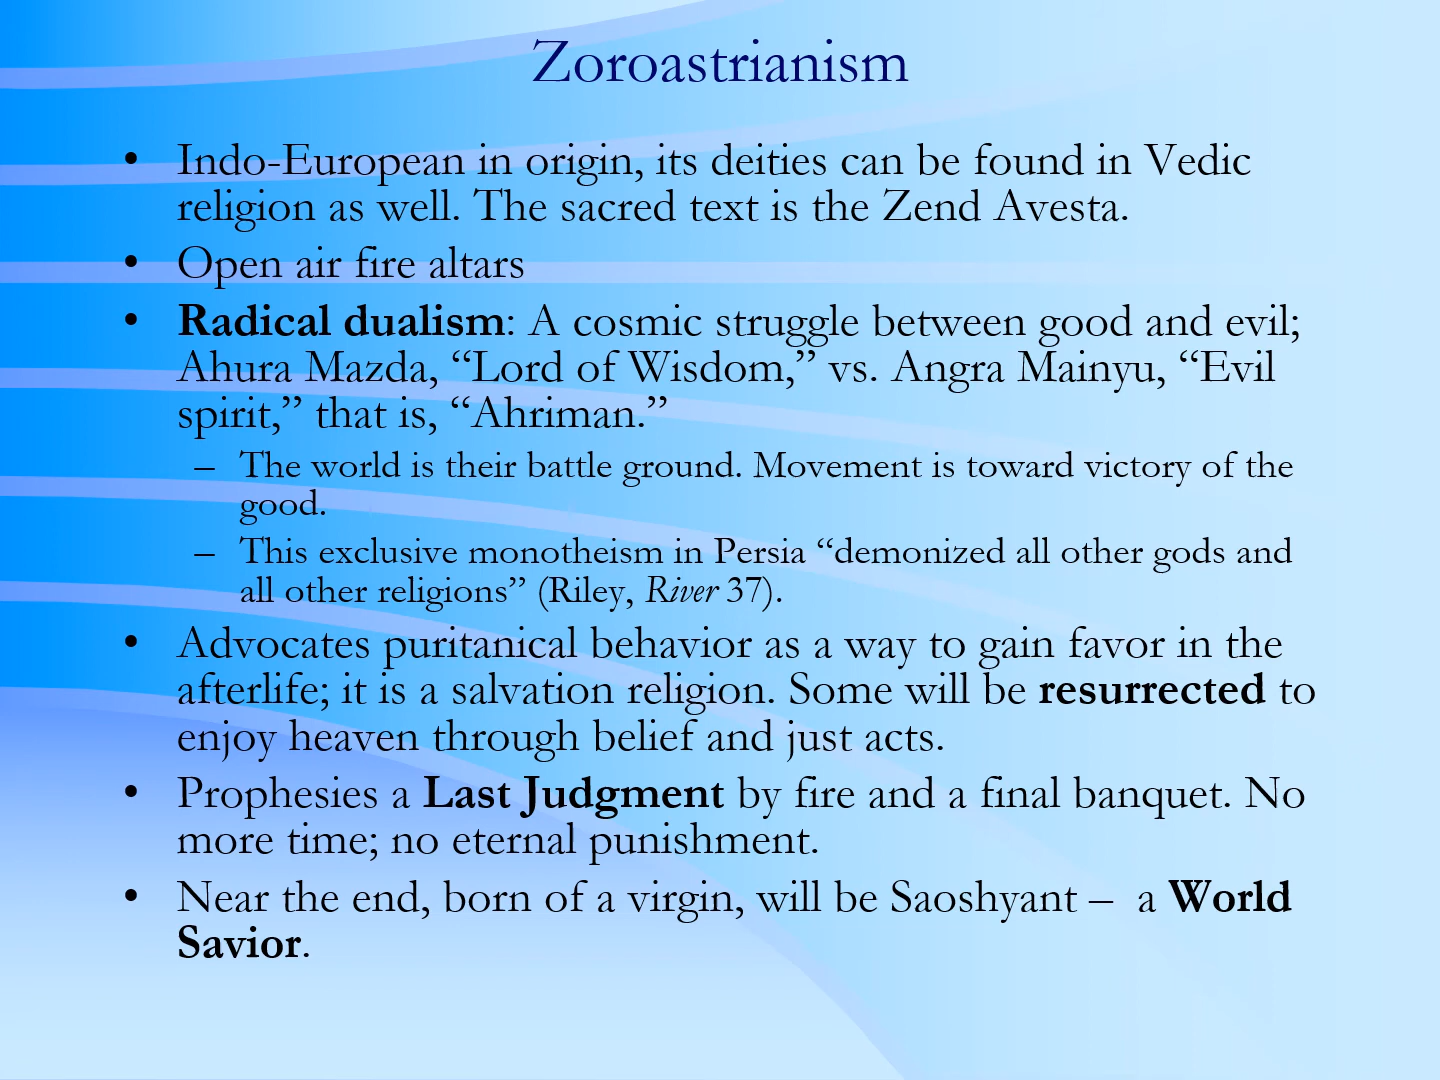 Zoroastrianism
• Indo-European in origin, its deities can be found in Vedic
religion as well. The sacred text is the Zend Avesta.
• Open air fire altars
• Radical dualism: A cosmic struggle between good and evil;
Ahura Mazda, “Lord of Wisdom,” vs. Angra Mainyu, “Evil
spirit,” that is, “Ahriman.”
– The world is their battle ground. Movement is toward victory of the
good.
– This exclusive monotheism in Persia “demonized all other gods and
all other religions” (Riley, River 37).
• Advocates puritanical behavior as a way to gain favor in the
afterlife; it is a salvation religion. Some will be resurrected to
enjoy heaven through belief and just acts.
• Prophesies a Last Judgment by fire and a final banquet. No
more time; no eternal punishment.
• Near the end, born of a virgin, will be Saoshyant – a World
Savior.